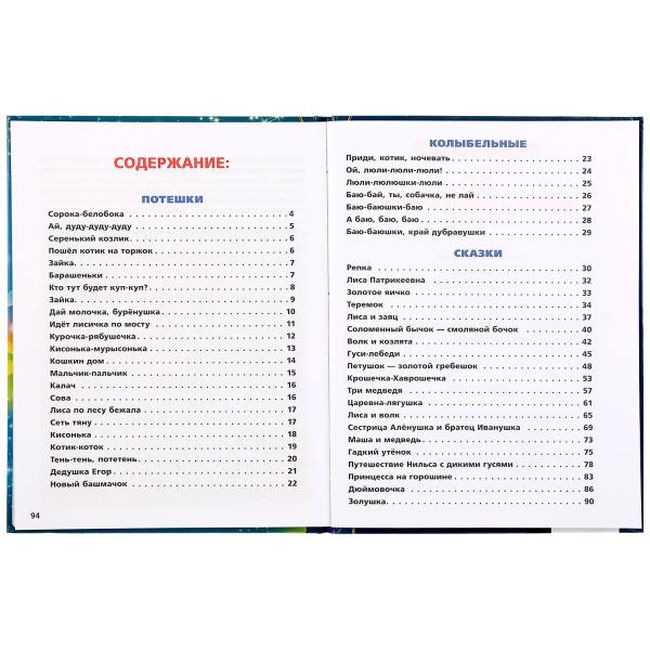 СОДЕРЖАНИЕ:
ПОТЕШКИ
Сорока-белобока . . . 4
Ай, дуду-дуду-дуду . . . 5
Серенький козлик . . . 6
Пошёл котик на торжок . . . 6
Зайка. . . . 7
Барашеньки . . . 7
Кто тут будет куп-куп? . . . 8
Зайка. . . . 9
Дай молочка, бурёнушка . . . 10
Идёт лисичка по мосту . . . 11
Курочка-рябушечка . . . 12
Кисонька-мурысонька . . . 13
Кошкин дом . . . 14
Мальчик-пальчик . . . 15
Калач . . . 16
Сова . . . 16
Лиса по лесу бежала . . . 17
Сеть тяну . . . 17
Кисонька . . . 18
Котик-коток . . . 19
Тень-тень, потетень . . . 20
Дедушка Егор . . . 21
Новый башмачок . . . 22
94
КОЛЫБЕЛЬНЫЕ
Приди, котик, ночевать . . . 23
Ой, люли-люли-люли! . . . 24
Люли-люлюшки-люли . . . 25
Баю-бай, ты, собачка, не лай . . . 26
Баю-баюшки-баю . . . 27
А баю, баю, баю . . . 28
Баю-баюшки, край дубравушки . . . 29
СКАЗКИ
Репка . . . 30
Лиса Патрикеевна . . . 32
Золотое яичко . . . 33
Теремок . . . 34
Лиса и заяц . . . 37
Соломенный бычок — смоляной бочок . . . 40
Волк и козлята . . . 42
Гуси-лебеди . . . 45
Петушок — золотой гребешок . . . 48
Крошечка-Хаврошечка . . . 53
Три медведя . . . 57
Царевна-лягушка . . . 61
Лиса и волк . . . 65
Сестрица Алёнушка и братец Иванушка . . . 69
Маша и медведь . . . 73
Гадкий утёнок . . . 75
Путешествие Нильса с дикими гусями . . . 78
Принцесса на горошине . . . 83
Дюймовочка . . . 86
Золушка. . . . 90